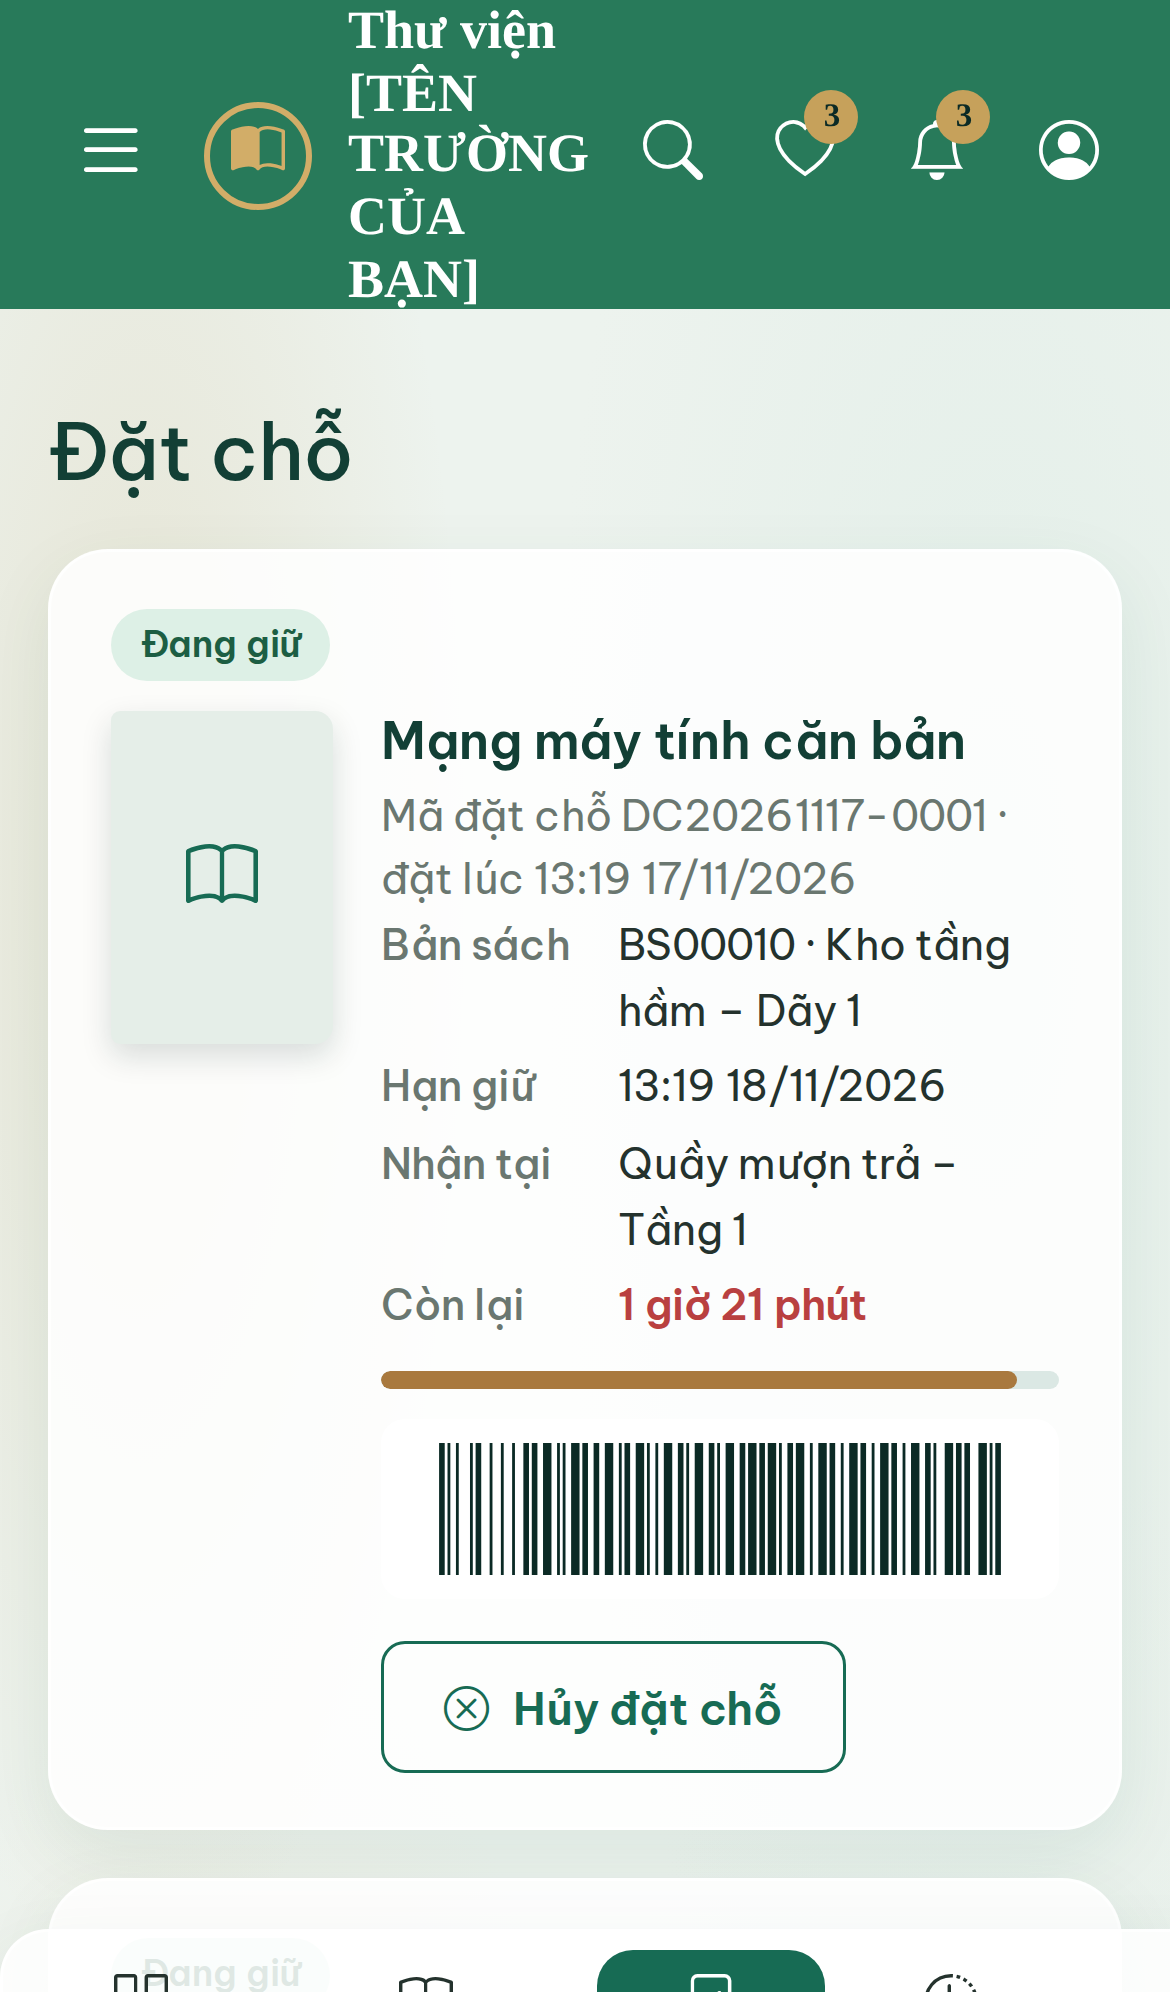 Thư viện
[TÊN
TRƯỜNG
CỦA
BẠN]
3
3
Đặt chỗ
Đang giữ
Mạng máy tính căn bản
Mã đặt chỗ DC20261117-0001 ·
đặt lúc 13:19 17/11/2026
Bản sách BS00010 · Kho tầng
hầm – Dãy 1
Hạn giữ 13:19 18/11/2026
Nhận tại Quầy mượn trả –
Tầng 1
Còn lại 1 giờ 21 phút
Hủy đặt chỗ
Đang giữ